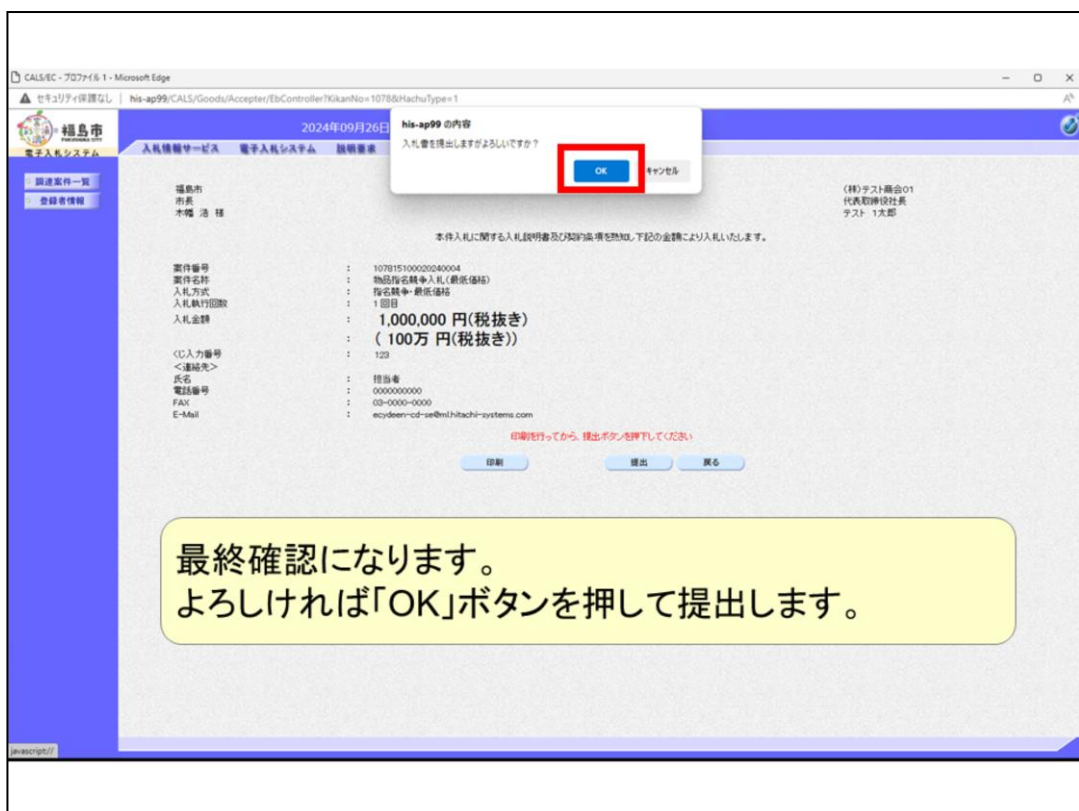 CALS/EC - プロファイル 1 - Microsoft Edge
セキュリティ保護なし | his-ap99/CALS/Goods/Accepter/EbController?KikanNo=1078&HachuType=1
福島市
電子入札システム
2024年09月26日
入札情報サービス 電子入札システム 説明要求
his-ap99 の内容
入札書を提出しますがよろしいですか？
OK
キャンセル
調達案件一覧
登録者情報
福島市
市長
木幡 浩 様
(株)テスト商会01
代表取締役社長
テスト 1太郎
本件入札に関する入札説明書及び契約条項を熟知し、下記の金額により入札いたします。
案件番号 : 107815100020240004
案件名称 : 物品指名競争入札(最低価格)
入札方式 : 指名競争・最低価格
入札執行回数 : 1 回目
入札金額 : 1,000,000 円(税抜き)
: ( 100万 円(税抜き))
くじ入力番号 : 123
<連絡先>
氏名 : 担当者
電話番号 : 0000000000
FAX : 03-0000-0000
E-Mail : ecydeen-cd-se@ml.hitachi-systems.com
印刷を行ってから、提出ボタンを押下してください
印刷 提出 戻る
最終確認になります。
よろしければ「OK」ボタンを押して提出します。
javascript://